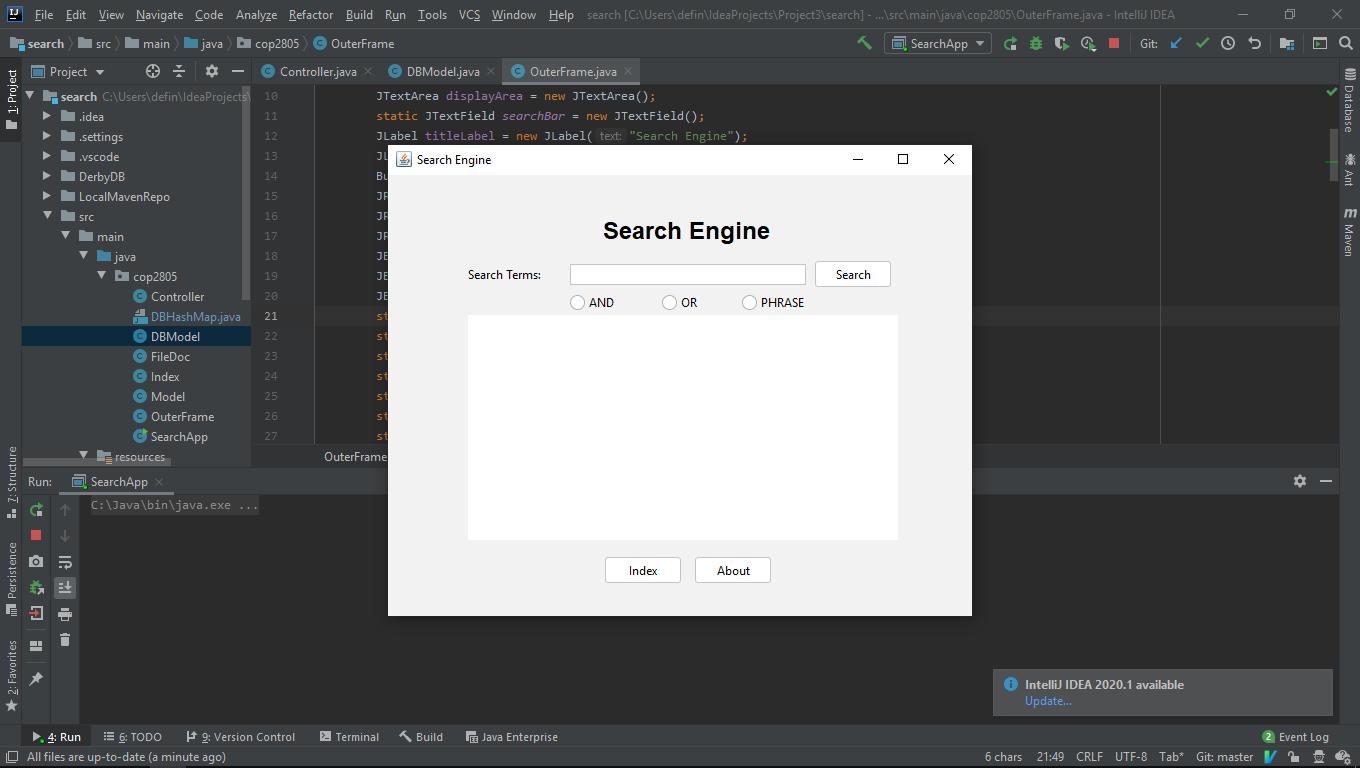 File Edit View Navigate Code Analyze Refactor Build Run Tools VCS Window Help search [C:\Users\defin\IdeaProjects\Project3\search] - ...\src\main\java\cop2805\OuterFrame.java - IntelliJ IDEA
search src main java cop2805 OuterFrame SearchApp Git:
1: Project
Project Controller.java DBModel.java OuterFrame.java
search C:\Users\defin\IdeaProjects\
.idea
.settings
.vscode
DerbyDB
LocalMavenRepo
src
main
java
cop2805
Controller
DBHashMap.java
DBModel
FileDoc
Index
Model
OuterFrame
SearchApp
resources
10 JTextArea displayArea = new JTextArea();
11 static JTextField searchBar = new JTextField();
12 JLabel titleLabel = new JLabel( text: "Search Engine");
13 JL
14 Bu
15 JR
16 JR
17 JR
18 JB
19 JB
20 JB
21 st
22 st
23 st
24 st
25 st
26 st
27 st
OuterFrame
Database
Ant
m
Maven
Search Engine
Search Engine
Search Terms: Search
AND OR PHRASE
Index About
7: Structure
Persistence
2: Favorites
Run: SearchApp
C:\Java\bin\java.exe ...
IntelliJ IDEA 2020.1 available
Update...
4: Run 6: TODO 9: Version Control Terminal Build Java Enterprise 2 Event Log
All files are up-to-date (a minute ago) 6 chars 21:49 CRLF UTF-8 Tab* Git: master